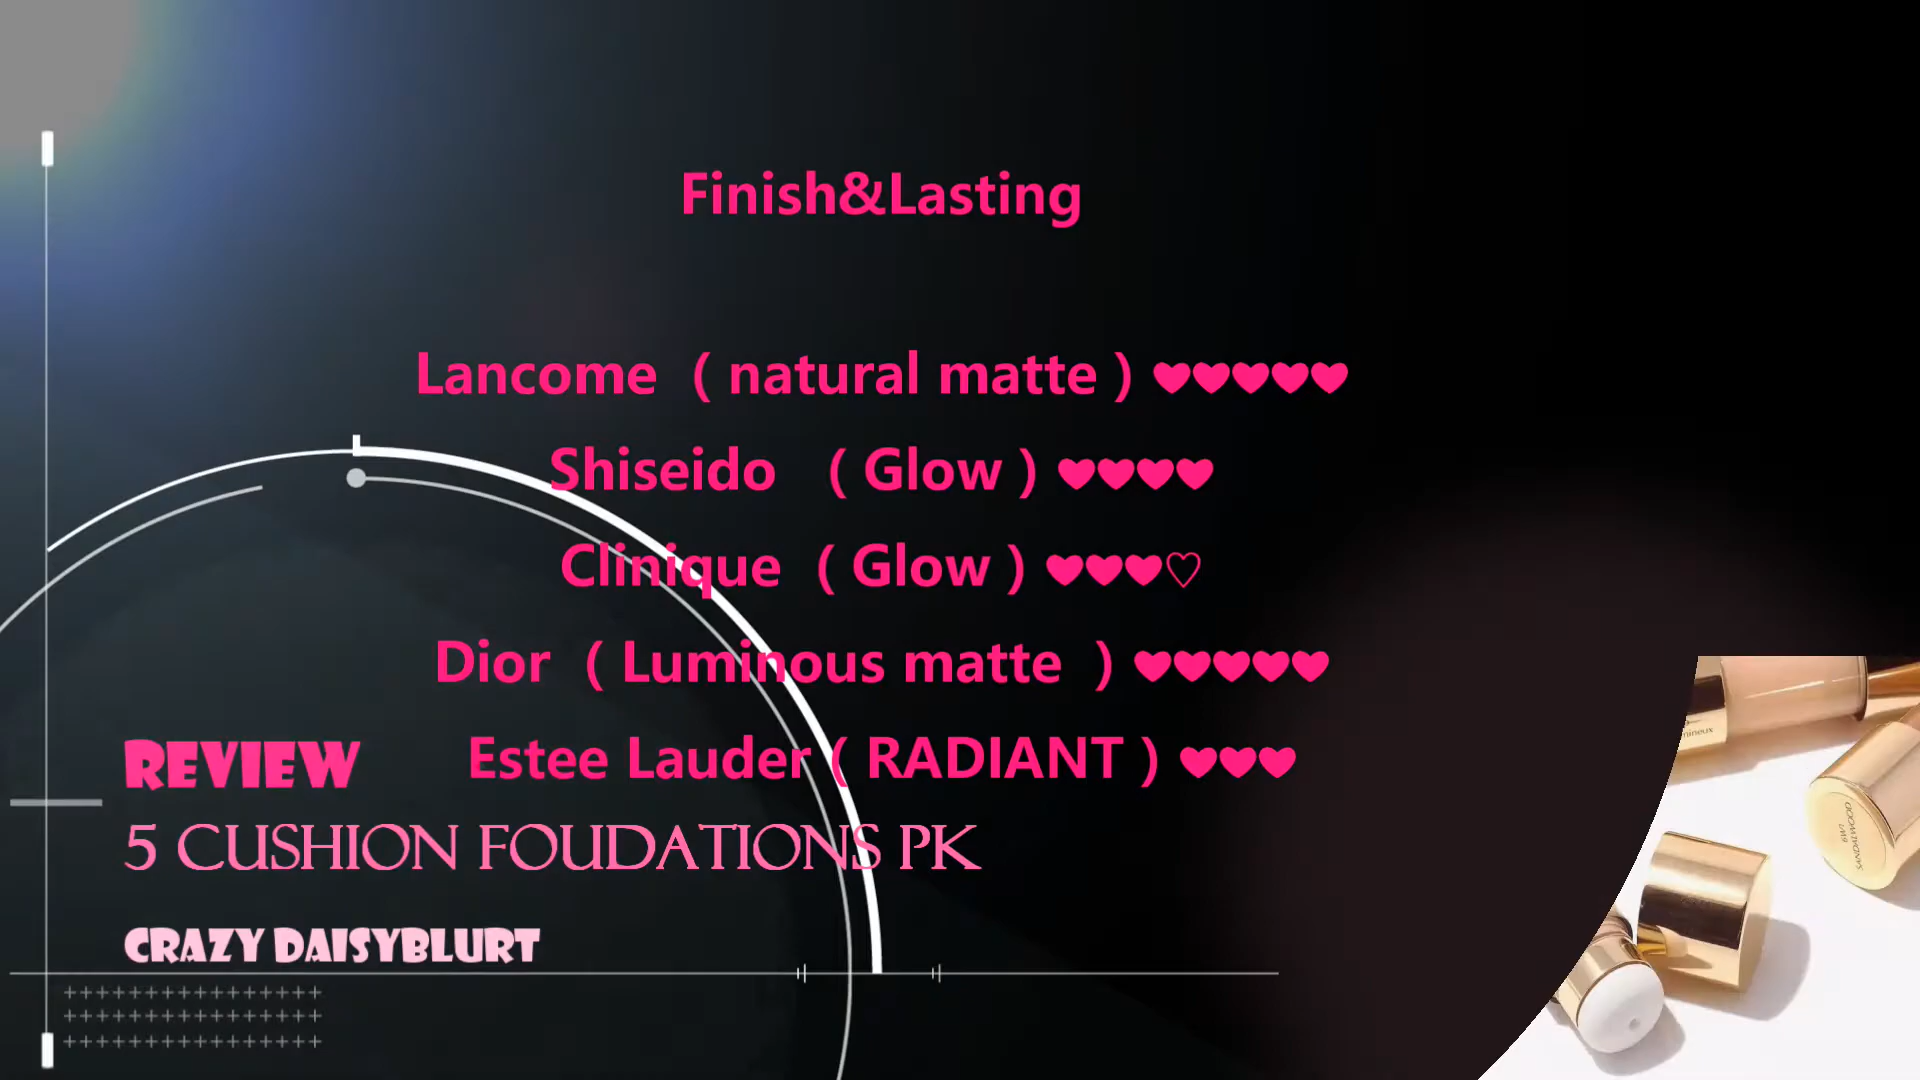 Finish&Lasting
Lancome （natural matte）♥♥♥♥♥
Shiseido （Glow）♥♥♥♥
Clinique （Glow）♥♥♥♡
Dior （Luminous matte ）♥♥♥♥♥
Estee Lauder（RADIANT）♥♥♥
REVIEW
5 CUSHION FOUDATIONS PK
CRAZY DAISYBLURT
SANDALWOOD